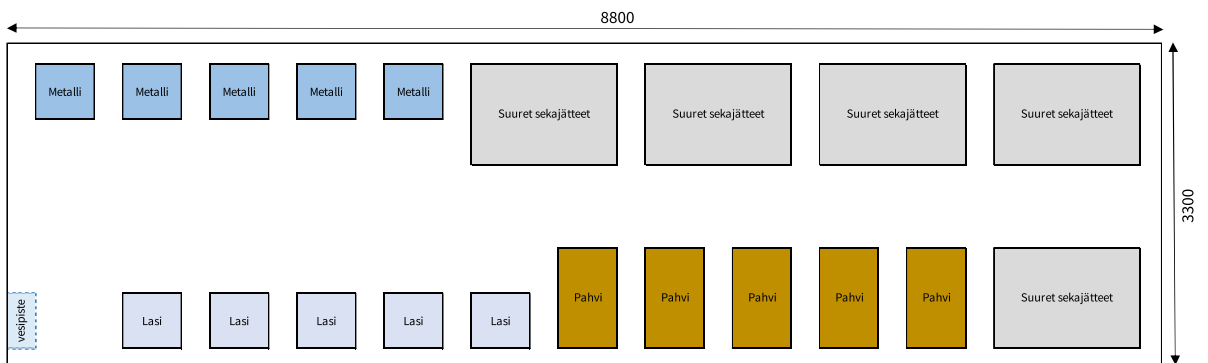 8800
Metalli
Metalli
Metalli
Metalli
Metalli
Suuret sekajätteet
Suuret sekajätteet
Suuret sekajätteet
Suuret sekajätteet
3300
vesipiste
Lasi
Lasi
Lasi
Lasi
Lasi
Pahvi
Pahvi
Pahvi
Pahvi
Pahvi
Suuret sekajätteet